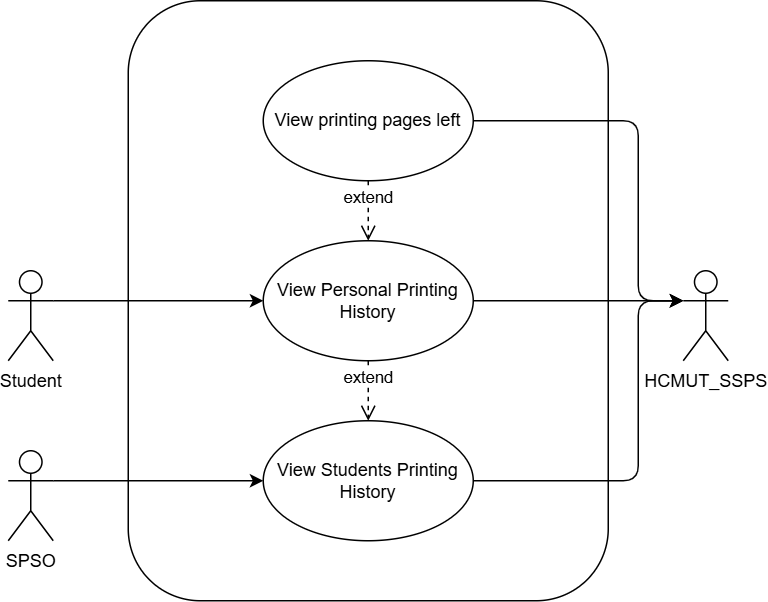 View printing pages left
extend
View Personal Printing
History
Student
HCMUT_SSPS
extend
View Students Printing
History
SPSO